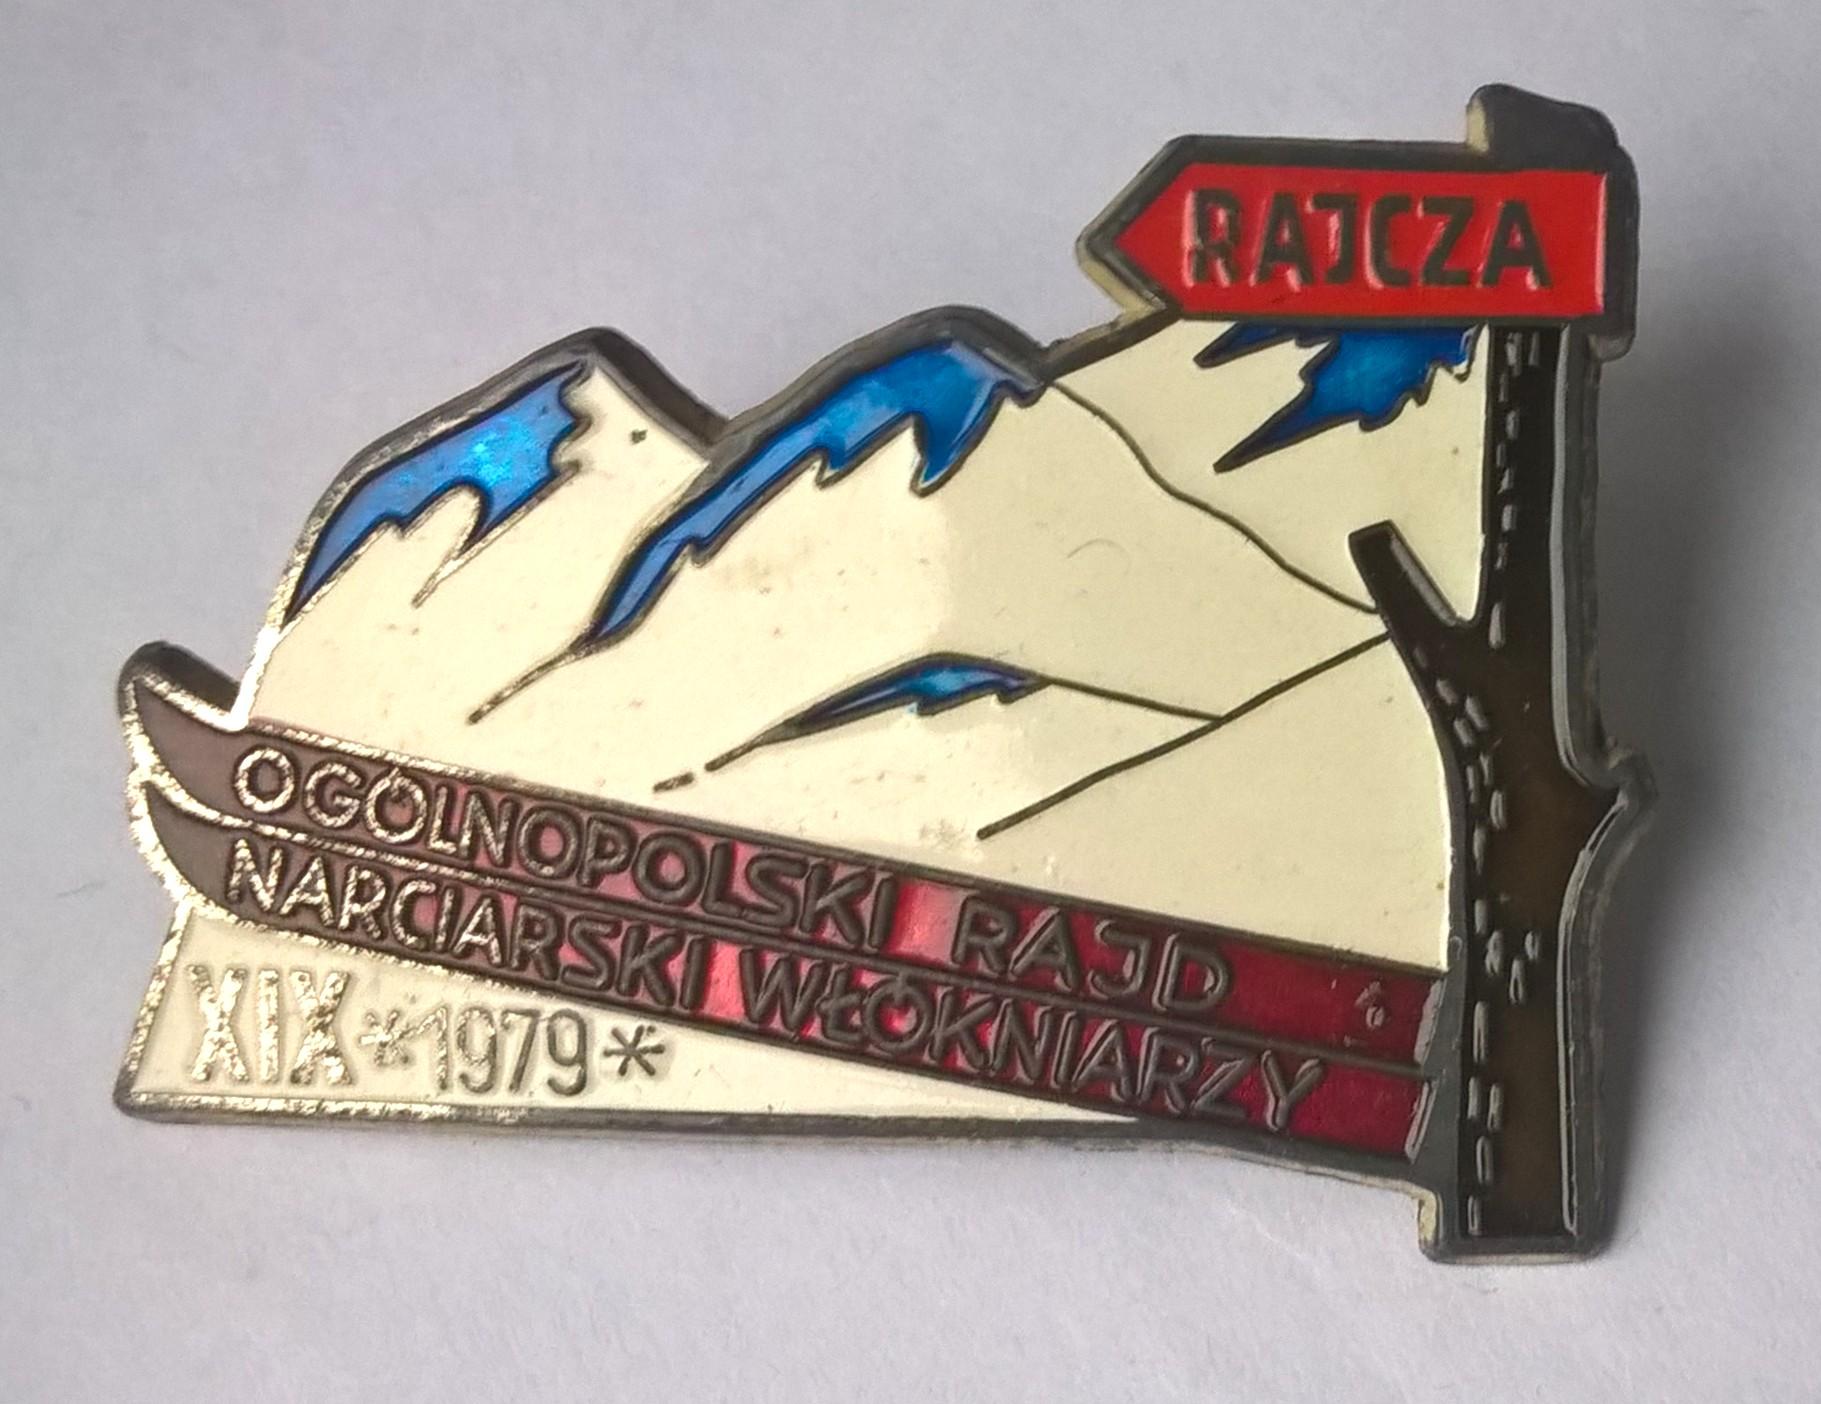 RAJCZA
OGÓLNOPOLSKI RAJD
NARCIARSKI WŁÓKNIARZY
XIX *1979*